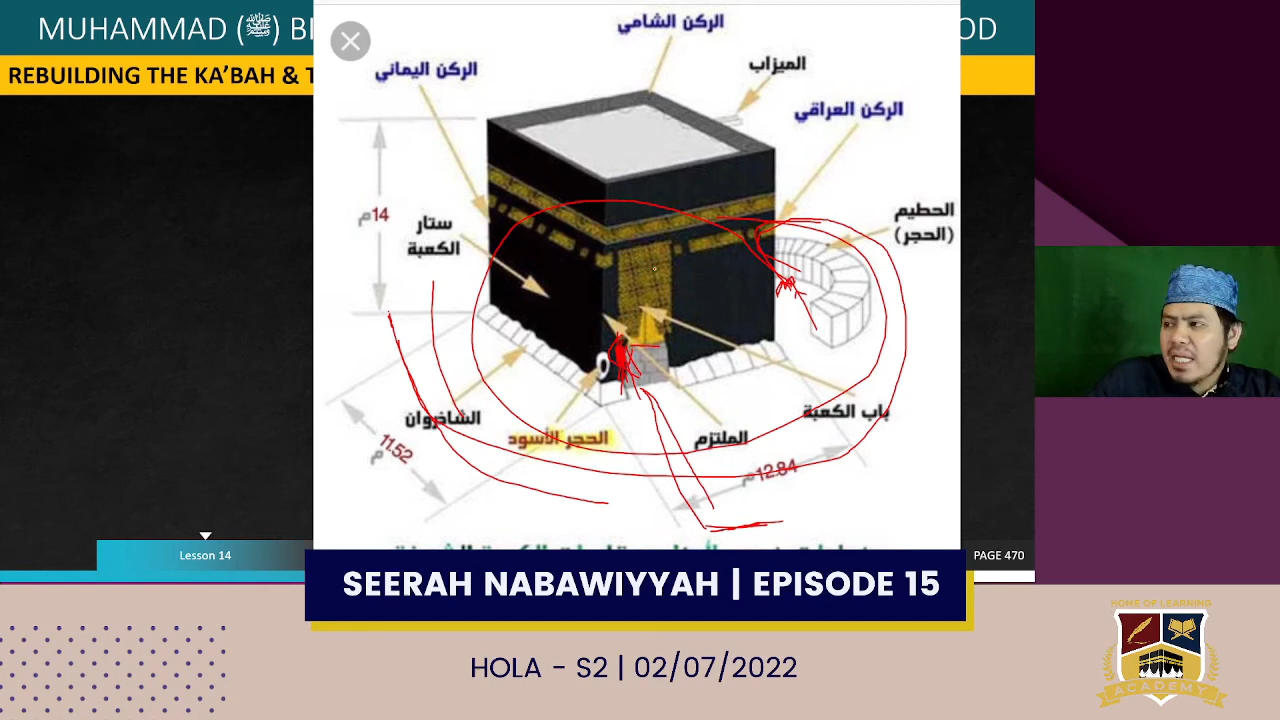 MUHAMMAD (ﷺ) BI
OD
REBUILDING THE KA’BAH & T
الركن الشامي
الميزاب
الركن اليماني
الركن العراقي
الحطيم
(الحجر)
14م
ستار
الكعبة
باب الكعبة
الشاذروان
الحجر الأسود
الملتزم
11.52م
12.84م
Lesson 14
PAGE 470
SEERAH NABAWIYYAH | EPISODE 15
HOLA - S2 | 02/07/2022
HOME OF LEARNING
ACADEMY